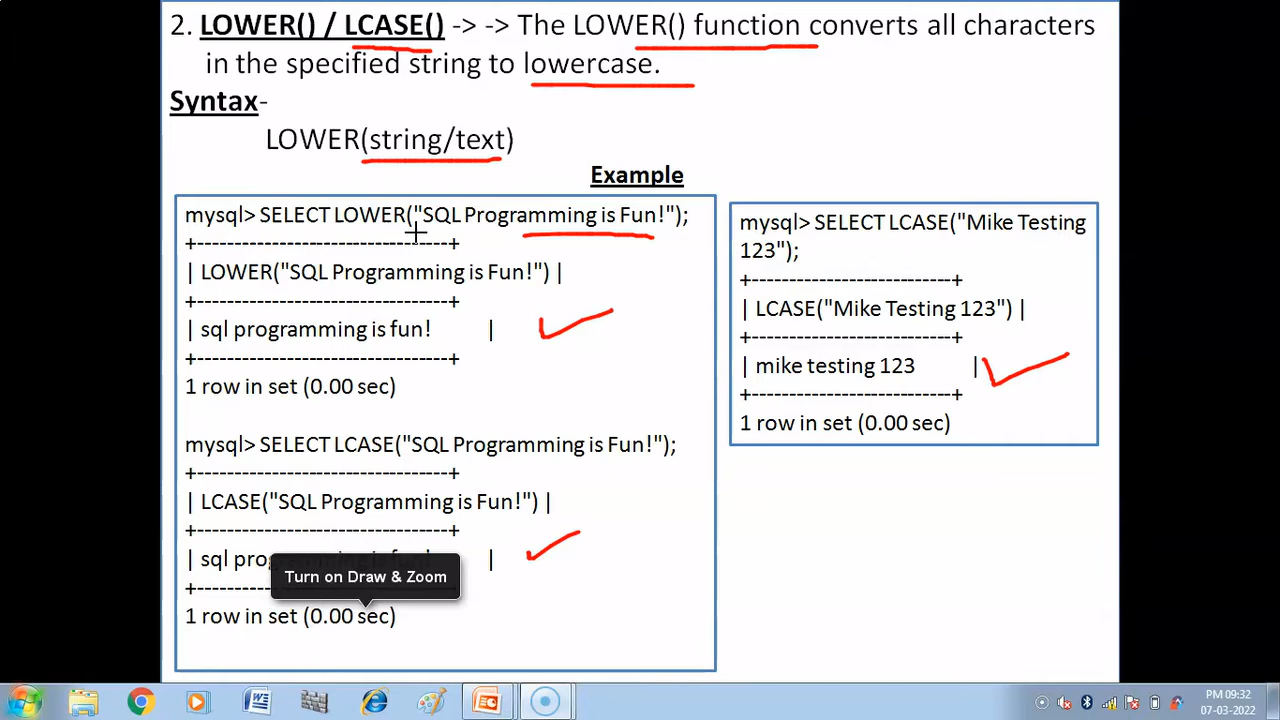 2. LOWER() / LCASE() -> -> The LOWER() function converts all characters
in the specified string to lowercase.
Syntax-
LOWER(string/text)
Example
mysql> SELECT LOWER("SQL Programming is Fun!");
+----------------------------------+
| LOWER("SQL Programming is Fun!") |
+----------------------------------+
| sql programming is fun! |
+----------------------------------+
1 row in set (0.00 sec)
mysql> SELECT LCASE("SQL Programming is Fun!");
+----------------------------------+
| LCASE("SQL Programming is Fun!") |
+----------------------------------+
| sql |
+----------------------------------+
1 row in set (0.00 sec)
Turn on Draw & Zoom
mysql> SELECT LCASE("Mike Testing
123");
+---------------------------+
| LCASE("Mike Testing 123") |
+---------------------------+
| mike testing 123 |
+---------------------------+
1 row in set (0.00 sec)
PM 09:32
07-03-2022